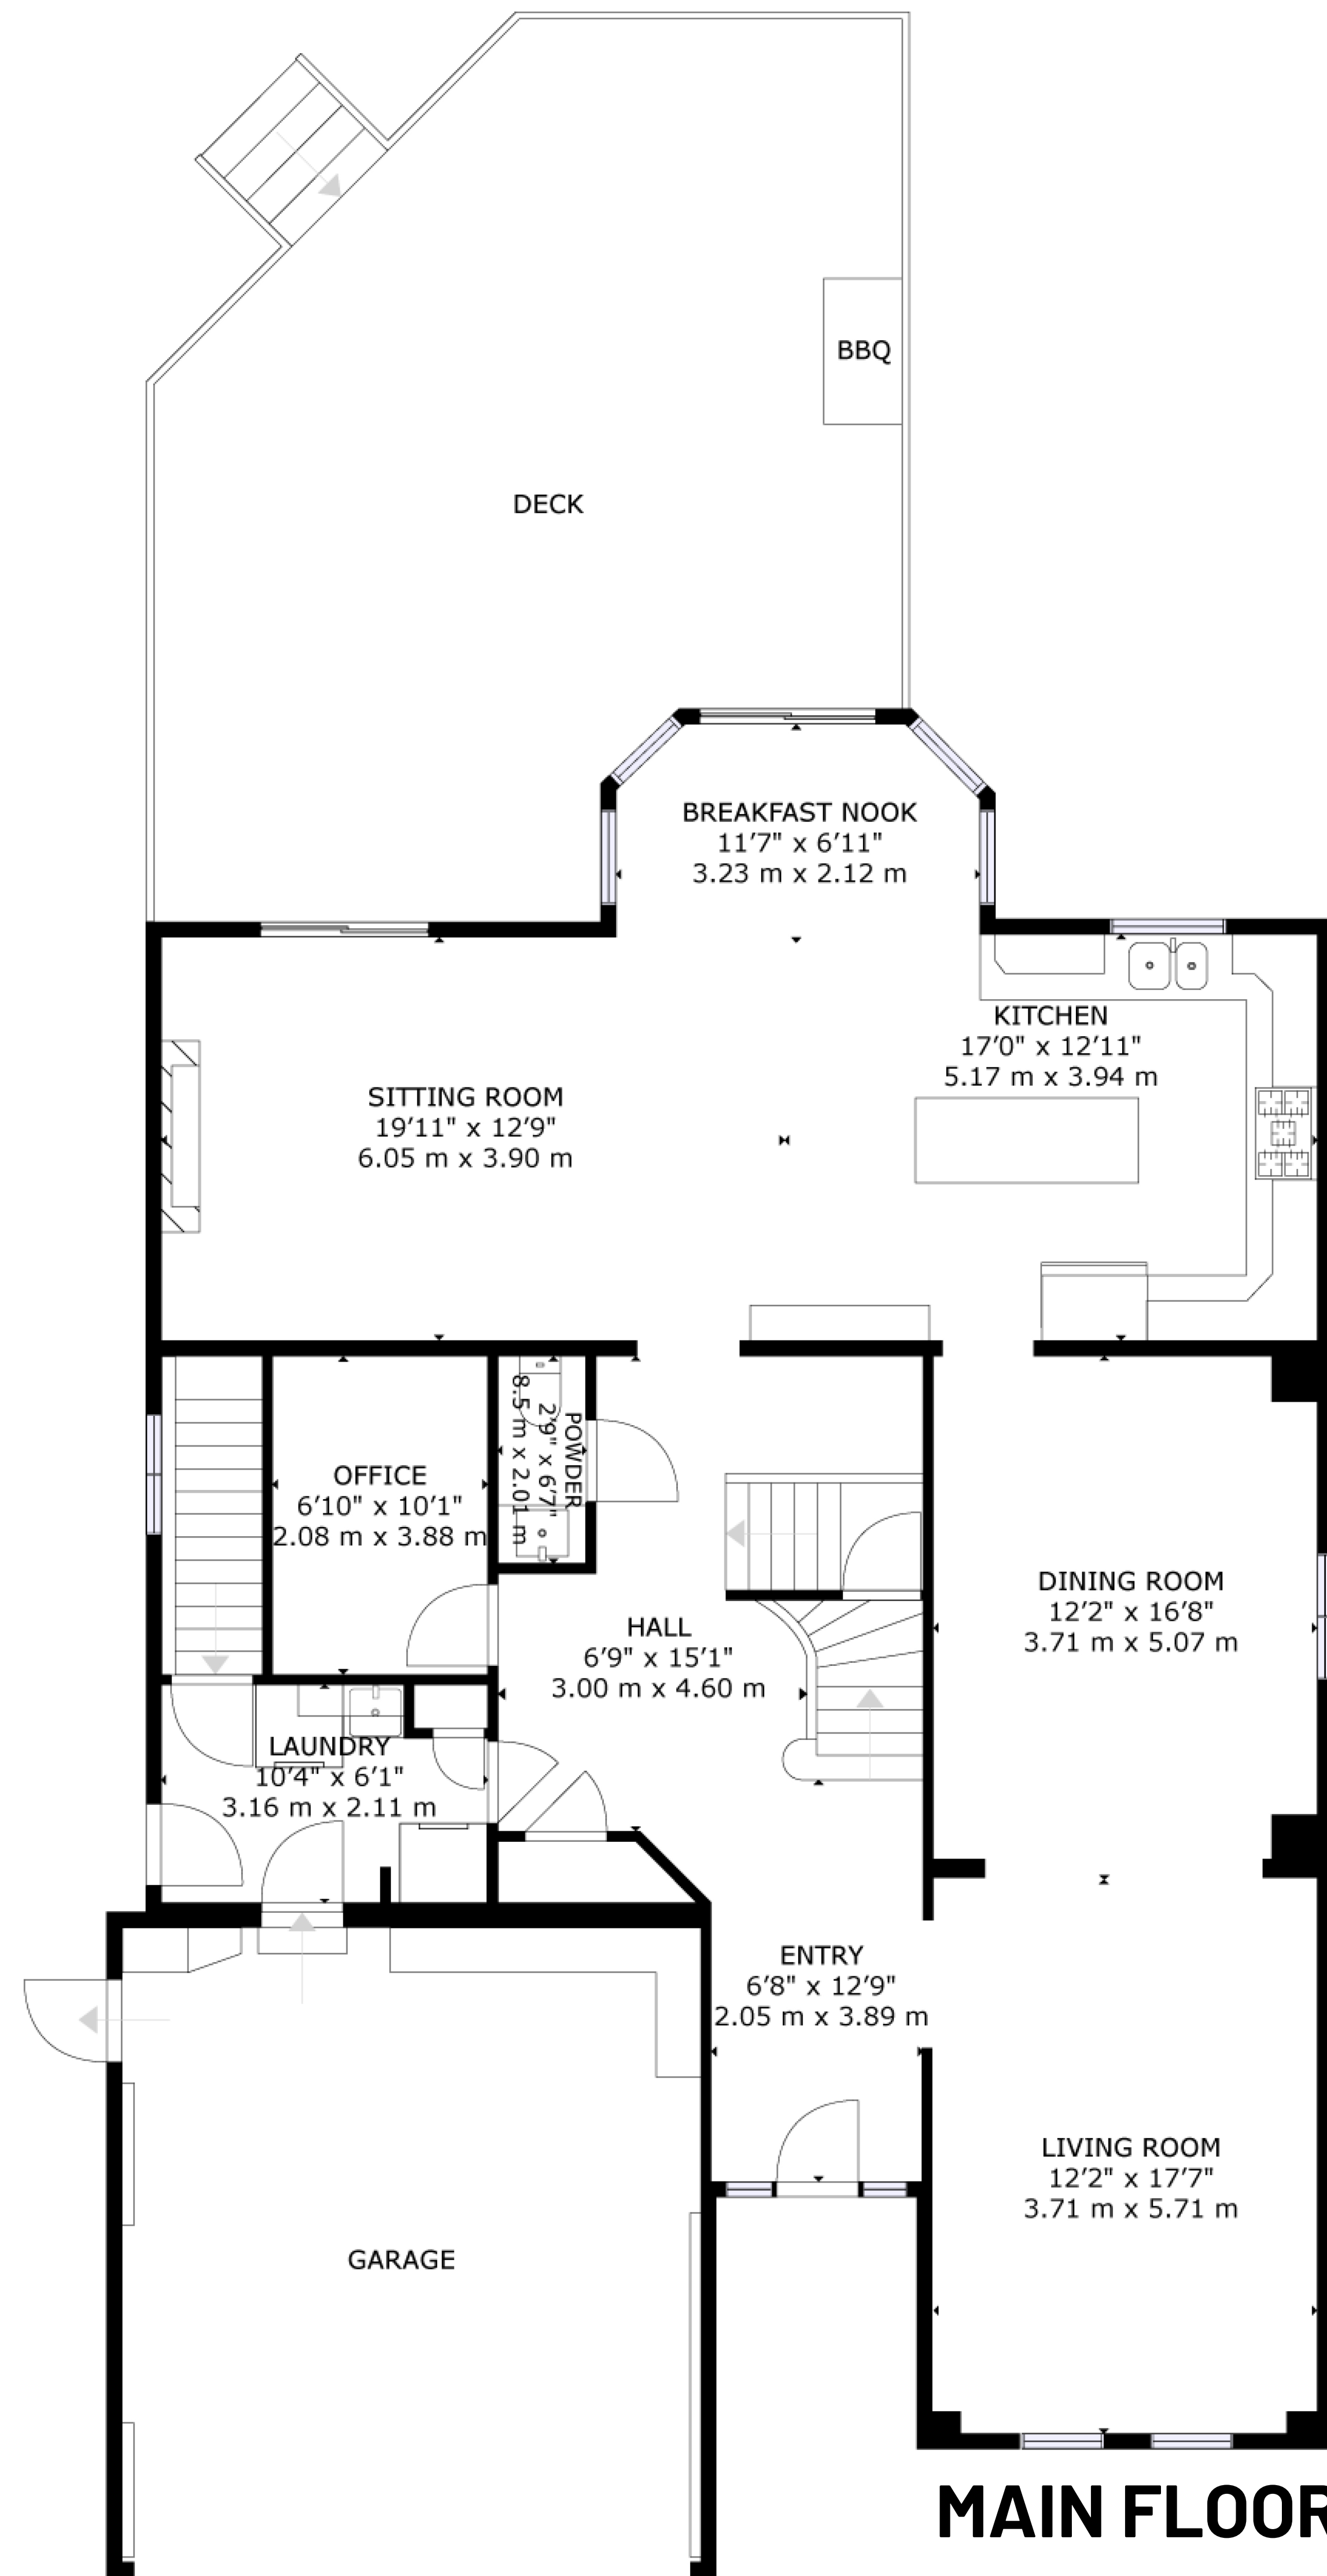 BBQ
DECK
BREAKFAST NOOK
11'7" x 6'11"
3.23 m x 2.12 m
KITCHEN
17'0" x 12'11"
5.17 m x 3.94 m
SITTING ROOM
19'11" x 12'9"
6.05 m x 3.90 m
POWDER
2'9" x 6'7"
8.5 m x 2.01 m
OFFICE
6'10" x 10'1"
2.08 m x 3.88 m
DINING ROOM
12'2" x 16'8"
3.71 m x 5.07 m
HALL
6'9" x 15'1"
3.00 m x 4.60 m
LAUNDRY
10'4" x 6'1"
3.16 m x 2.11 m
ENTRY
6'8" x 12'9"
2.05 m x 3.89 m
LIVING ROOM
12'2" x 17'7"
3.71 m x 5.71 m
GARAGE
MAIN FLOOR